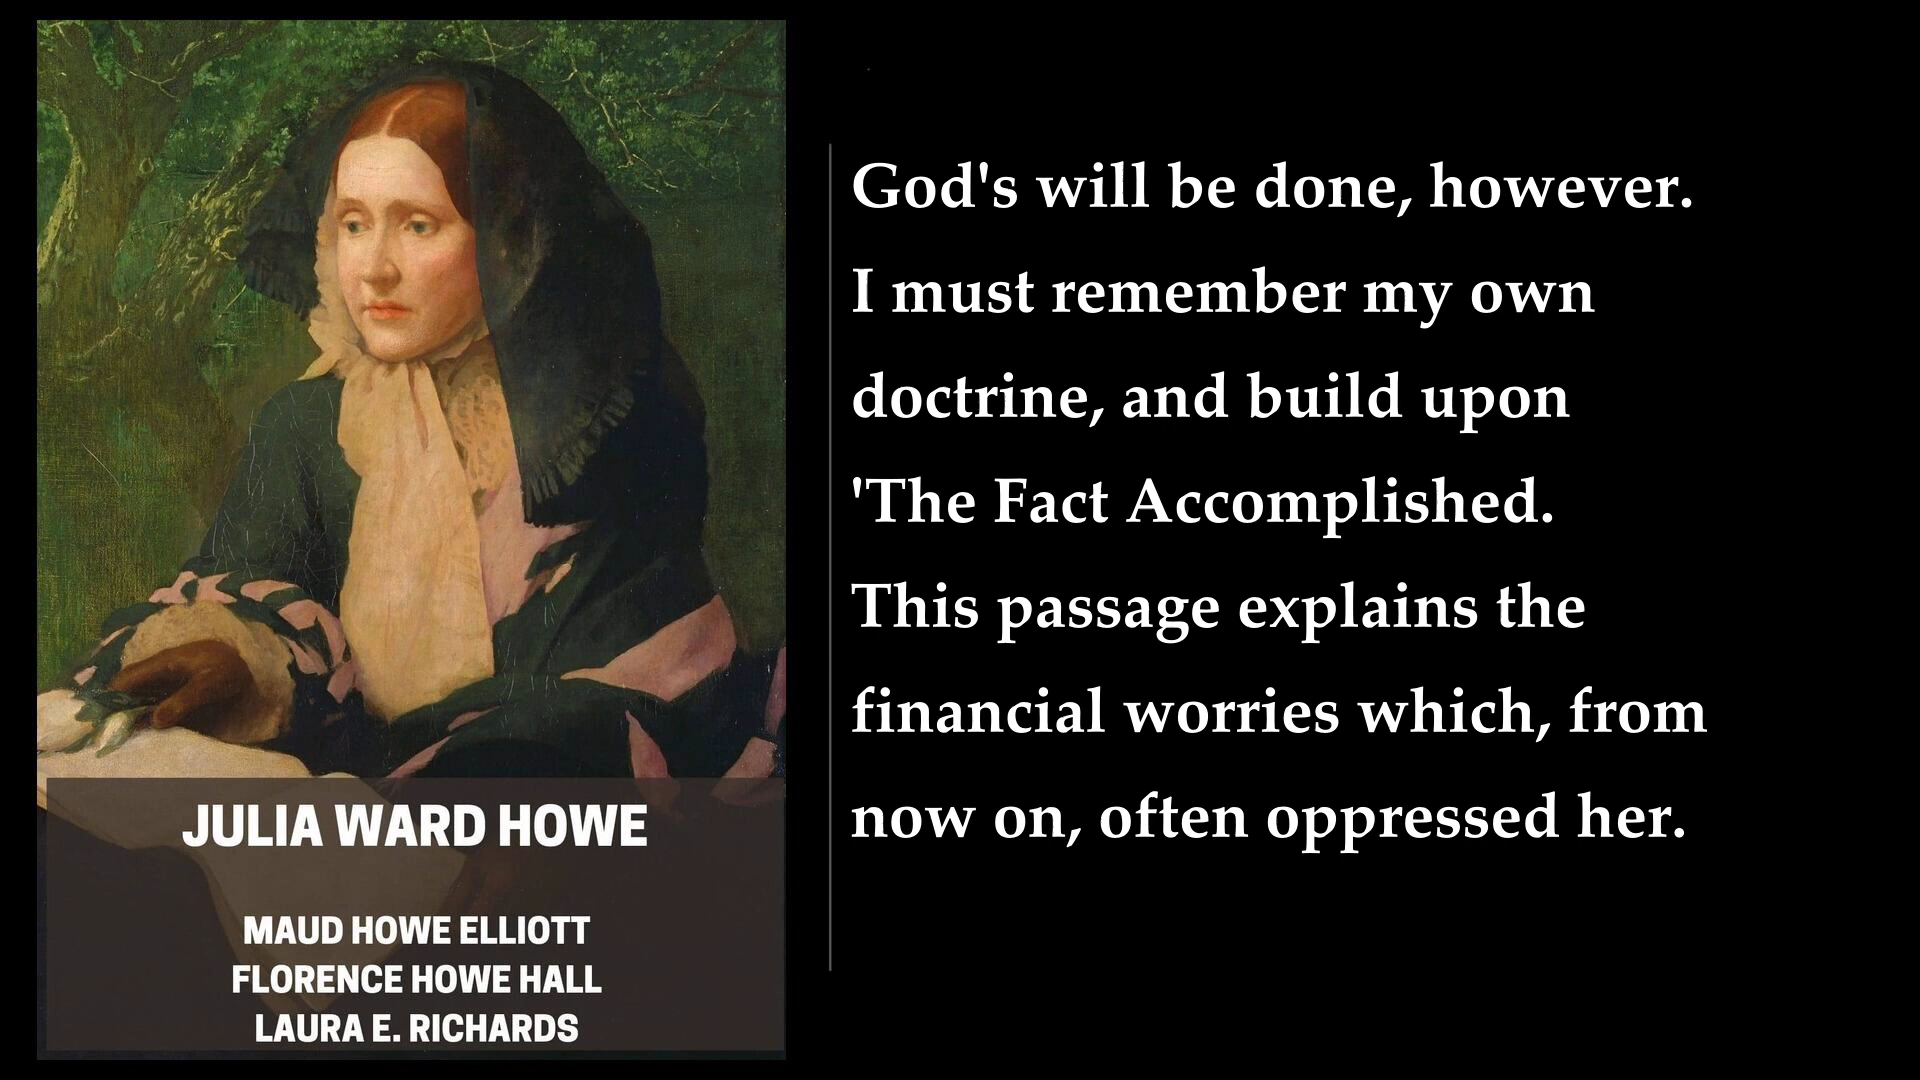 JULIA WARD HOWE
MAUD HOWE ELLIOTT
FLORENCE HOWE HALL
LAURA E. RICHARDS
God's will be done, however.
I must remember my own
doctrine, and build upon
'The Fact Accomplished.
This passage explains the
financial worries which, from
now on, often oppressed her.